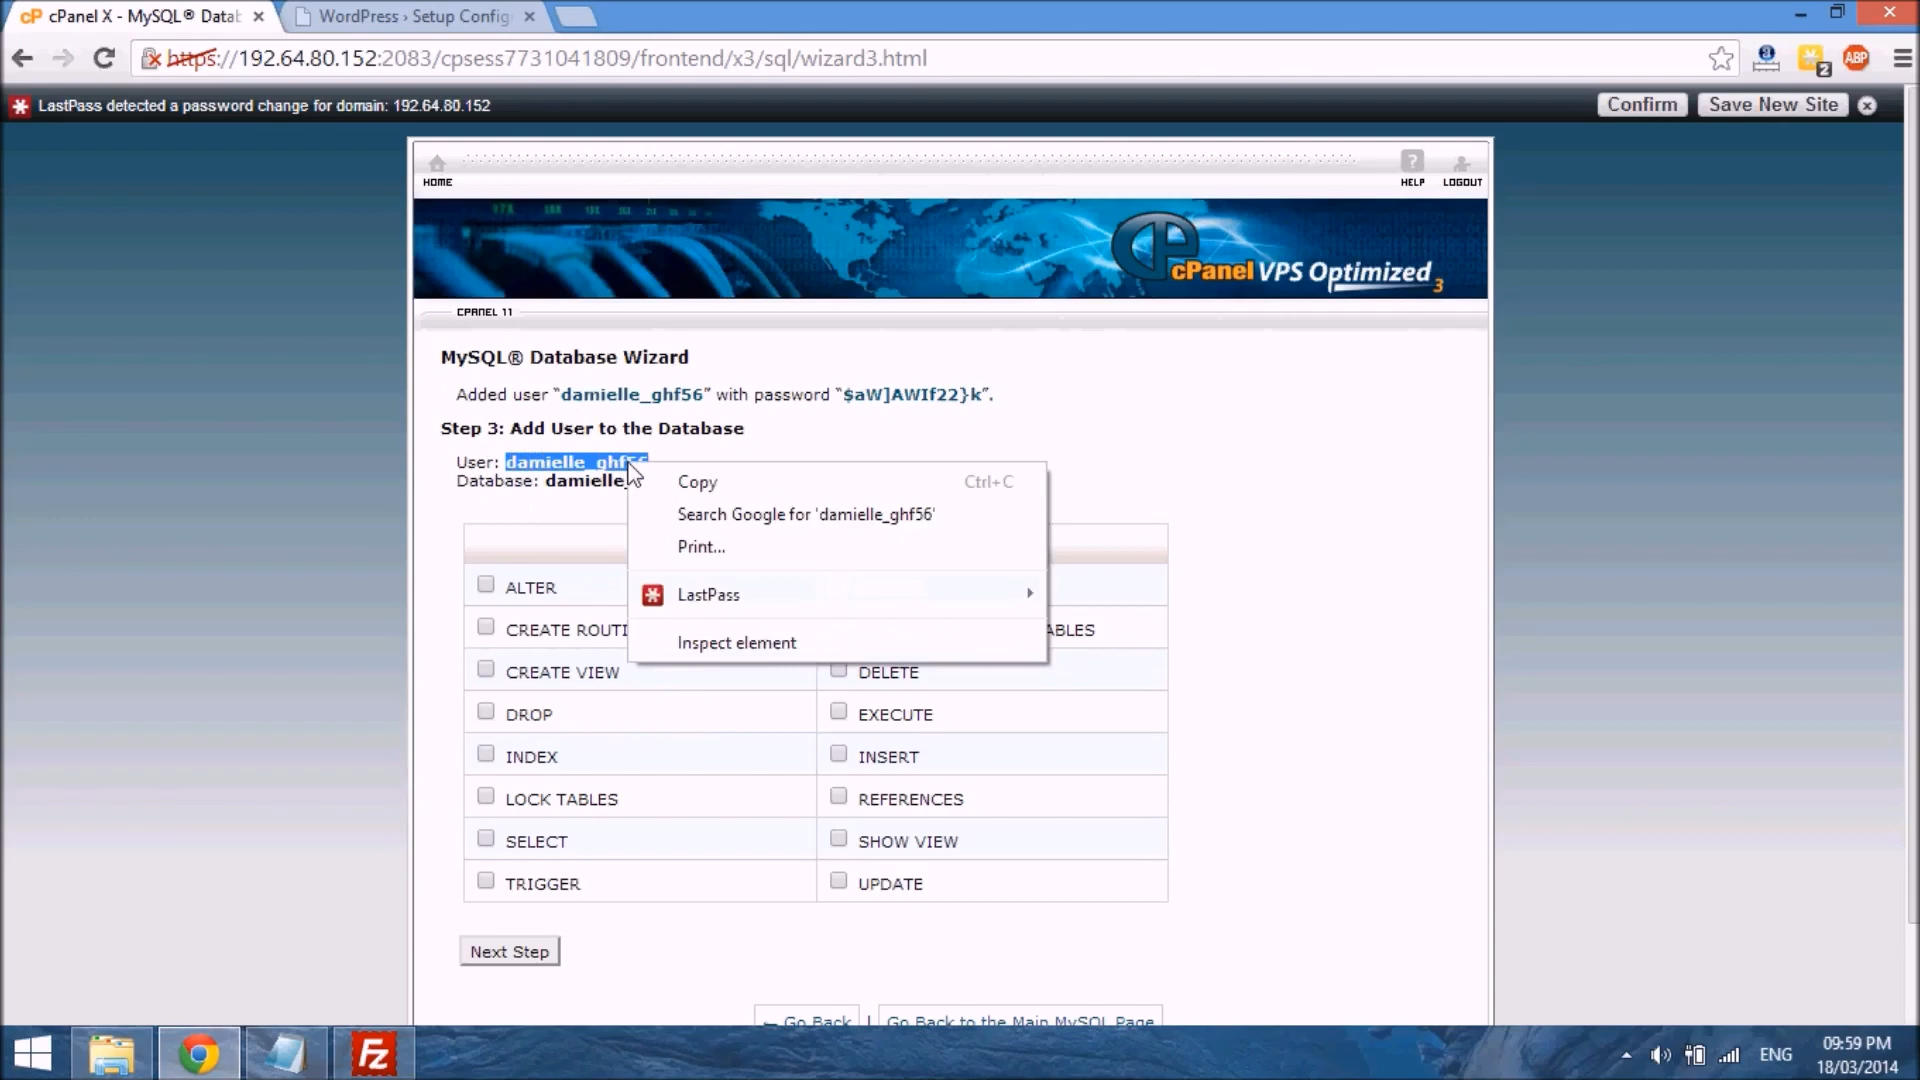 cP cPanel X - MySQL® Datab
WordPress › Setup Config
https://192.64.80.152:2083/cpsess7731041809/frontend/x3/sql/wizard3.html
2
ABP
LastPass detected a password change for domain: 192.64.80.152
Confirm
Save New Site
HOME
HELP
LOGOUT
cPanel VPS Optimized 3
CPANEL 11
MySQL® Database Wizard
Added user “damielle_ghf56” with password “$aW]AWIf22}k”.
Step 3: Add User to the Database
User: damielle_ghf56
Database: damielle_
Copy Ctrl+C
Search Google for 'damielle_ghf56'
Print...
LastPass
Inspect element
ALTER
CREATE ROUTI
ABLES
CREATE VIEW
DELETE
DROP
EXECUTE
INDEX
INSERT
LOCK TABLES
REFERENCES
SELECT
SHOW VIEW
TRIGGER
UPDATE
Next Step
← Go Back | Go Back to the Main MySQL Page
FZ
ENG
09:59 PM
18/03/2014